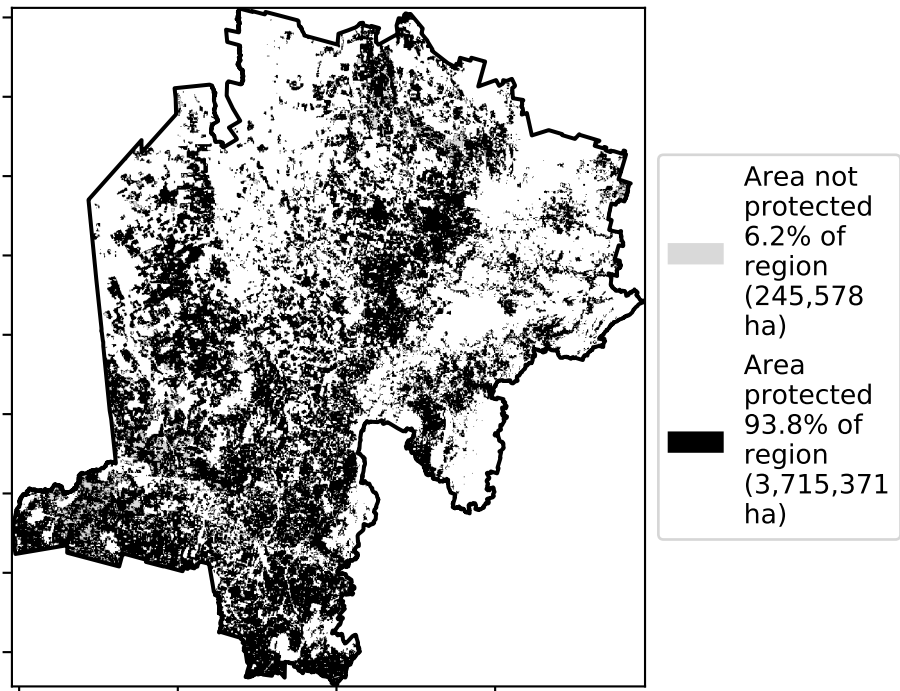 Area not
protected
6.2% of
region
(245,578
ha)
Area
protected
93.8% of
region
(3,715,371
ha)